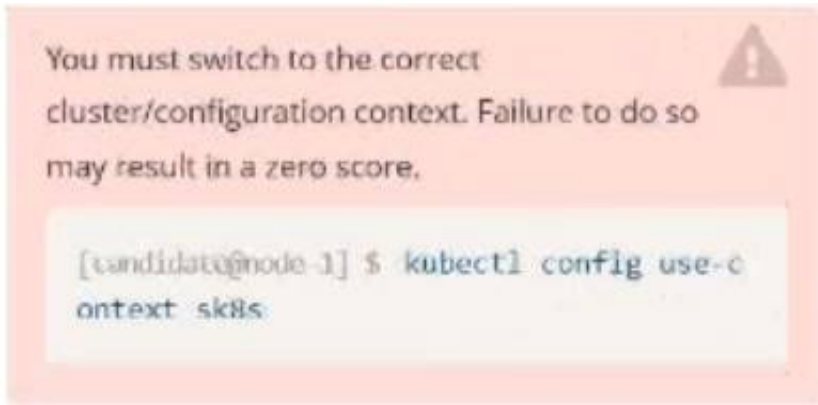 You must switch to the correct
cluster/configuration context. Failure to do so
may result in a zero score.
[candidate@node-1] $ kubectl config use-c
ontext sk8s